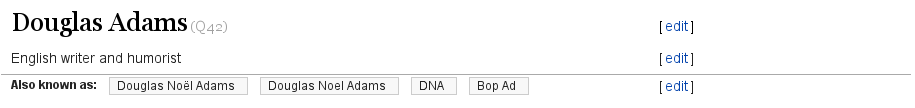 Douglas Adams (Q42) [ edit ]
English writer and humorist [ edit ]
Also known as: Douglas Noël Adams Douglas Noel Adams DNA Bop Ad [ edit ]